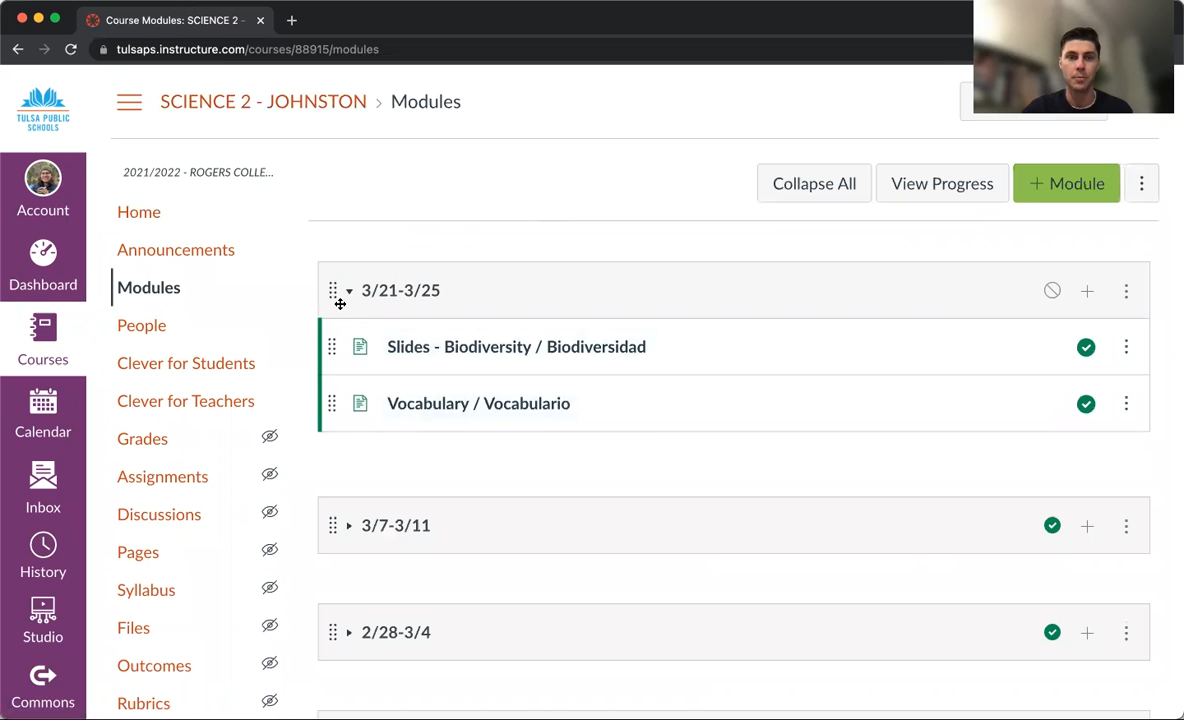 Course Modules: SCIENCE 2 -
tulsaps.instructure.com/courses/88915/modules
TULSA PUBLIC
SCHOOLS
SCIENCE 2 - JOHNSTON > Modules
2021/2022 - ROGERS COLLE...
Collapse All
View Progress
+ Module
Account
Dashboard
Courses
Calendar
Inbox
History
Studio
Commons
Home
Announcements
Modules
People
Clever for Students
Clever for Teachers
Grades
Assignments
Discussions
Pages
Syllabus
Files
Outcomes
Rubrics
3/21-3/25
Slides - Biodiversity / Biodiversidad
Vocabulary / Vocabulario
3/7-3/11
2/28-3/4